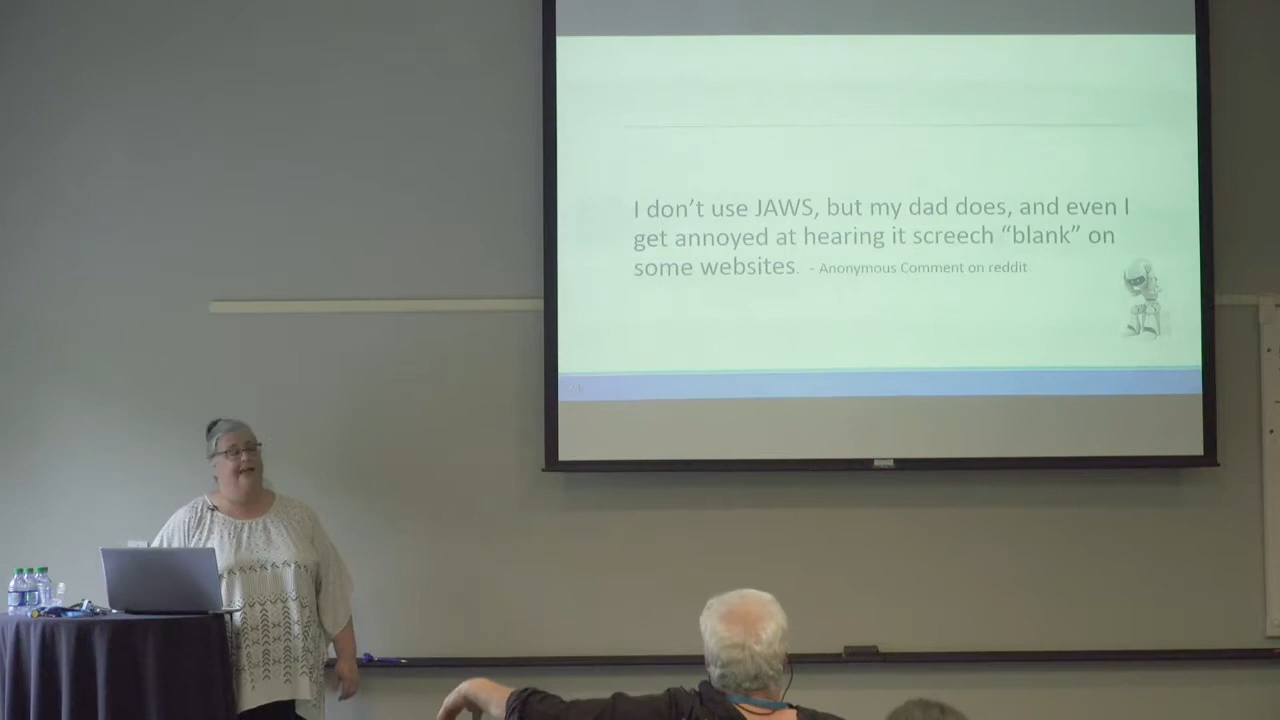 I don’t use JAWS, but my dad does, and even I
get annoyed at hearing it screech “blank” on
some websites. - Anonymous Comment on reddit